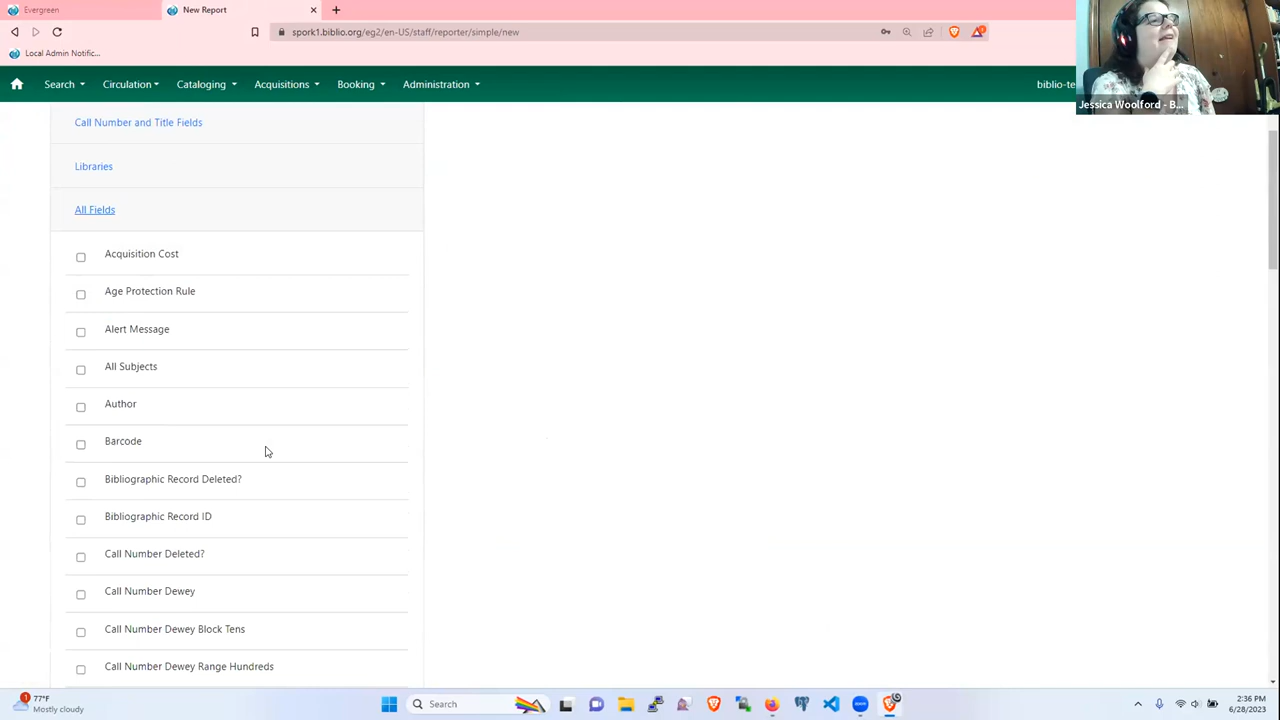 Evergreen
New Report
spork1.biblio.org/eg2/en-US/staff/reporter/simple/new
Local Admin Notific...
Search Circulation Cataloging Acquisitions Booking Administration biblio-te
Jessica Woolford - B...
Call Number and Title Fields
Libraries
All Fields
Acquisition Cost
Age Protection Rule
Alert Message
All Subjects
Author
Barcode
Bibliographic Record Deleted?
Bibliographic Record ID
Call Number Deleted?
Call Number Dewey
Call Number Dewey Block Tens
Call Number Dewey Range Hundreds
1
77°F
Mostly cloudy
Search
2:36 PM
6/28/2023